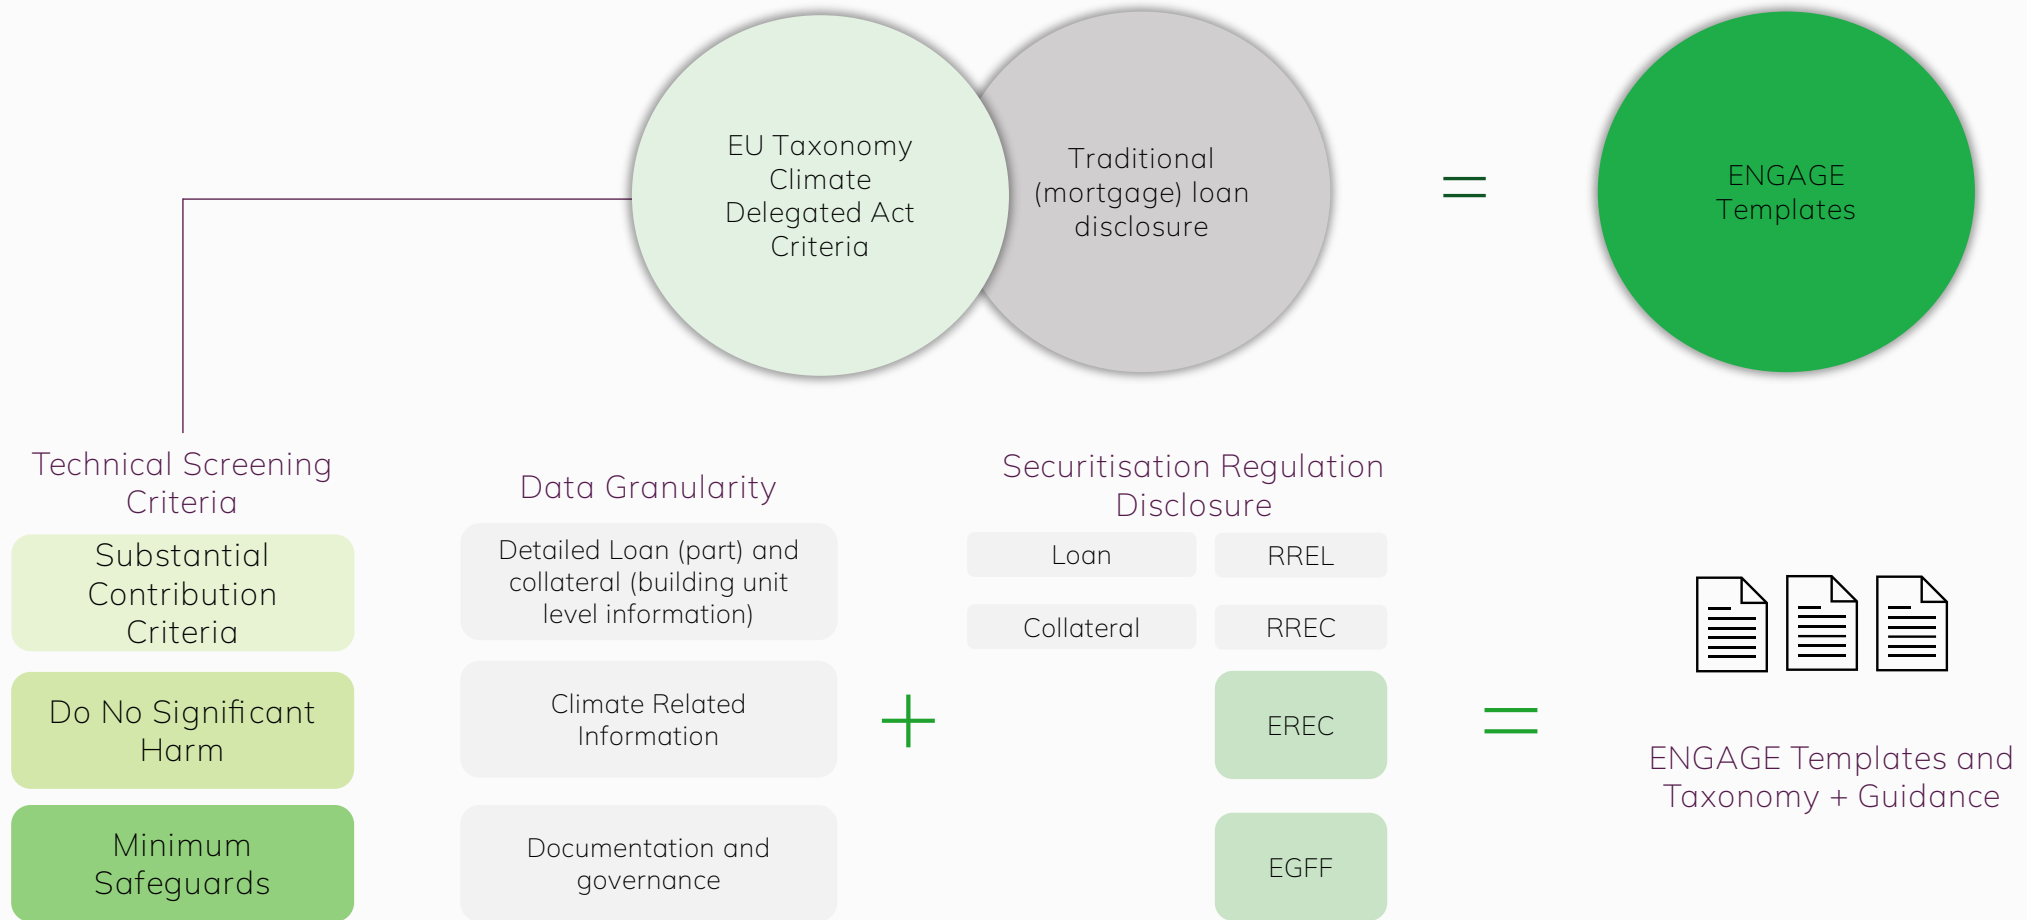 EU Taxonomy
Climate
Delegated Act
Criteria
Traditional
(mortgage) loan
disclosure
=
ENGAGE
Templates
Technical Screening
Criteria
Substantial
Contribution
Criteria
Do No Significant
Harm
Minimum
Safeguards
Data Granularity
Detailed Loan (part) and
collateral (building unit
level information)
Climate Related
Information
Documentation and
governance
+
Securitisation Regulation
Disclosure
Loan
RREL
Collateral
RREC
EREC
EGFF
=
ENGAGE Templates and
Taxonomy + Guidance